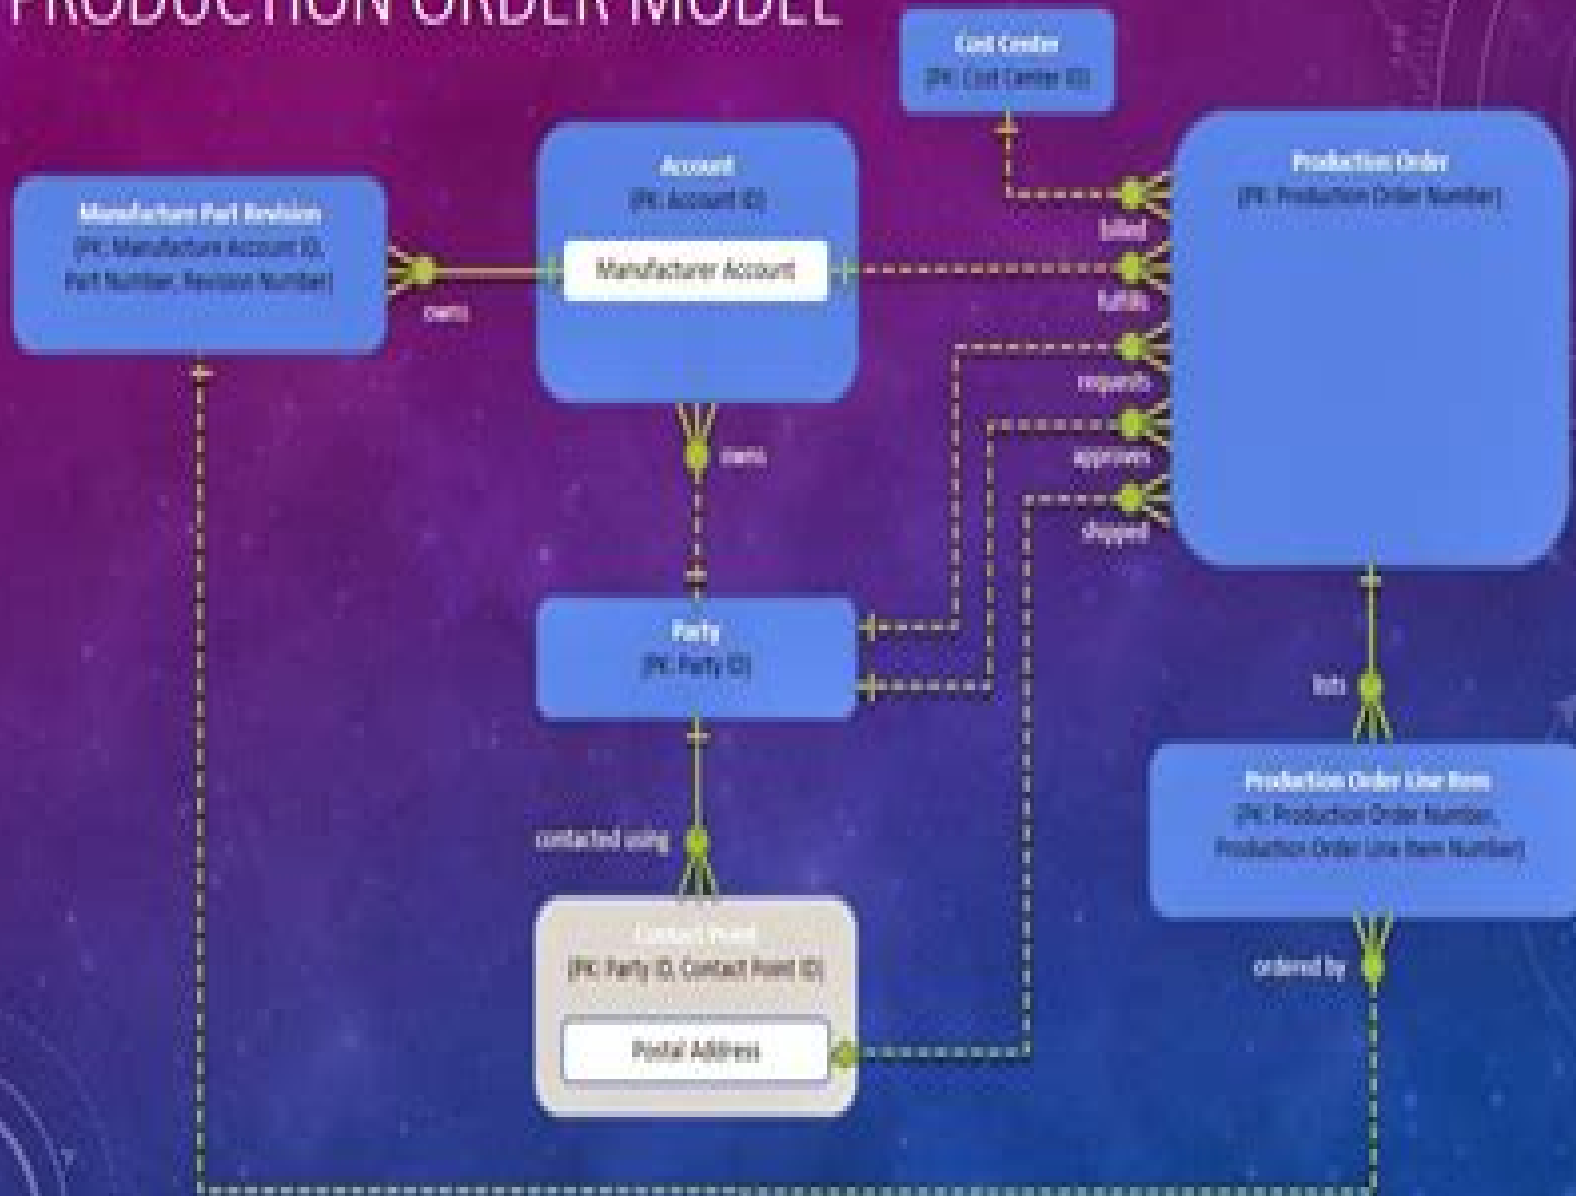 PRODUCTION ORDER MODEL
Cost Center
(PK: Cost Center ID)
Account
(PK: Account ID)
Manufacturer Account
Production Order
(PK: Production Order Number)
Manufacture Part Revision
(PK: Manufacture Account ID,
Part Number, Revision Number)
billed
fulfills
owns
requests
approves
owns
shipped
Party
(PK: Party ID)
lists
Production Order Line Item
(PK: Production Order Number,
Production Order Line Item Number)
contacted using
Contact Point
(PK: Party ID, Contact Point ID)
Postal Address
ordered by